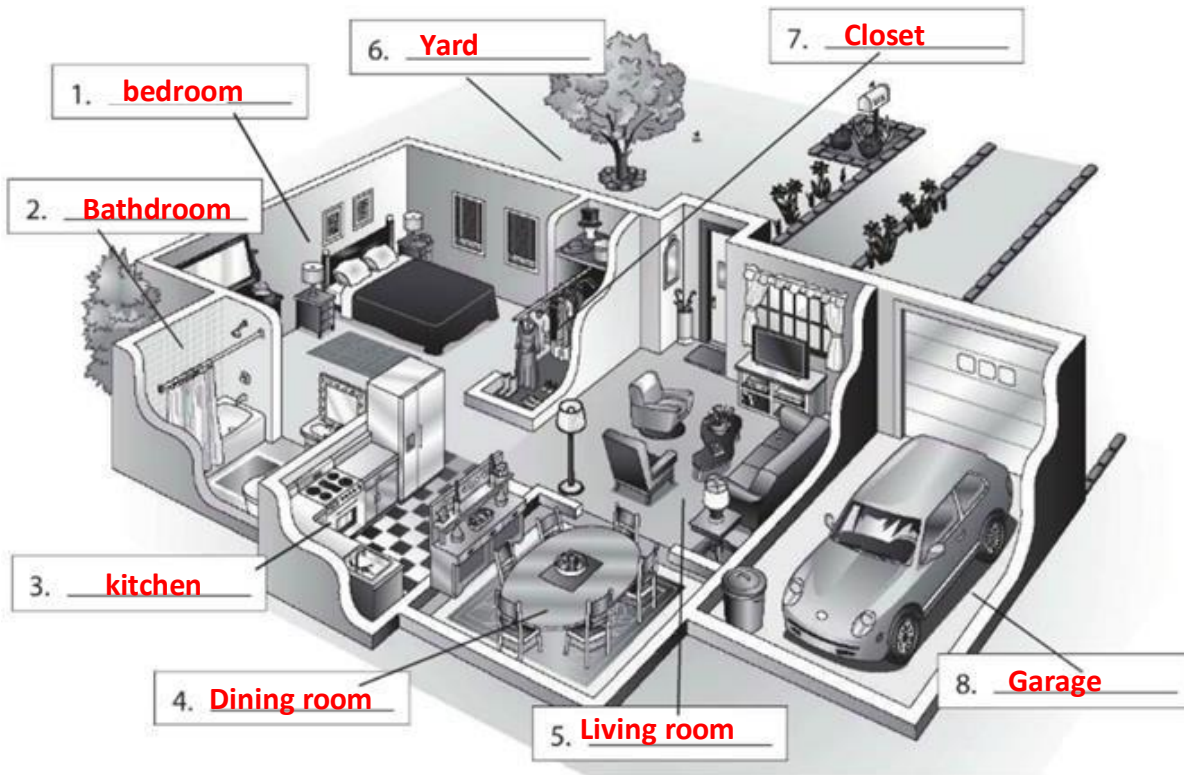 6. Yard
7. Closet
1. bedroom
2. Bathdroom
3. kitchen
4. Dining room
5. Living room
8. Garage